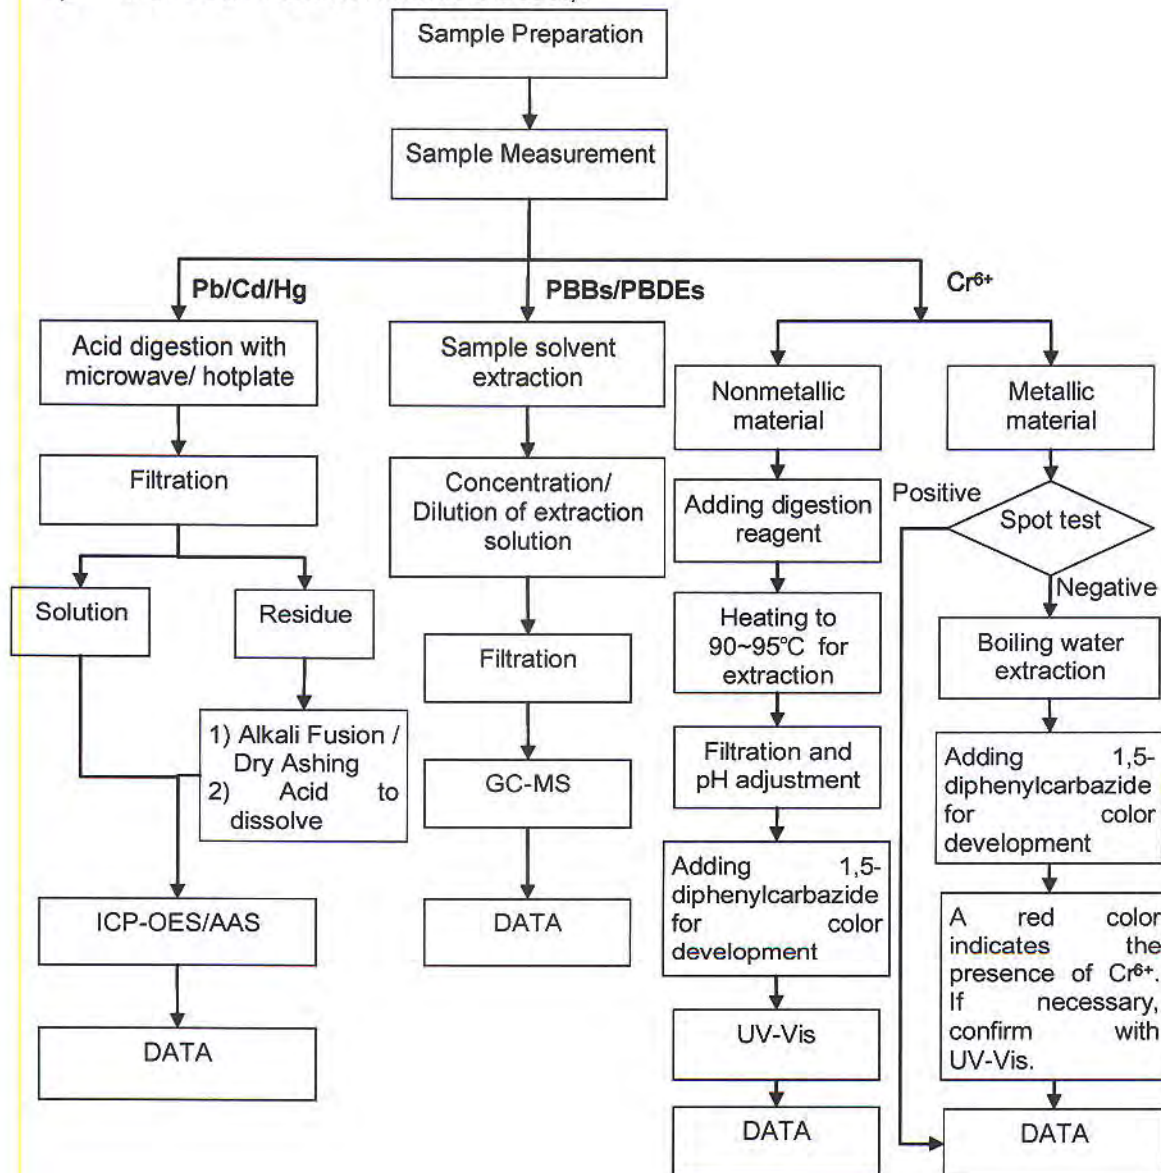 Sample Preparation
Sample Measurement
Pb/Cd/Hg
PBBs/PBDEs
Cr⁶⁺
Acid digestion with
microwave/ hotplate
Filtration
Solution
Residue
1) Alkali Fusion /
Dry Ashing
2) Acid to
dissolve
ICP-OES/AAS
DATA
Sample solvent
extraction
Concentration/
Dilution of extraction
solution
Filtration
GC-MS
DATA
Nonmetallic
material
Adding digestion
reagent
Heating to
90~95℃ for
extraction
Filtration and
pH adjustment
Adding 1,5-
diphenylcarbazide
for color
development
UV-Vis
DATA
Metallic
material
Positive
Spot test
Negative
Boiling water
extraction
Adding 1,5-
diphenylcarbazide
for color
development
A red color
indicates the
presence of Cr⁶⁺.
If necessary,
confirm with
UV-Vis.
DATA